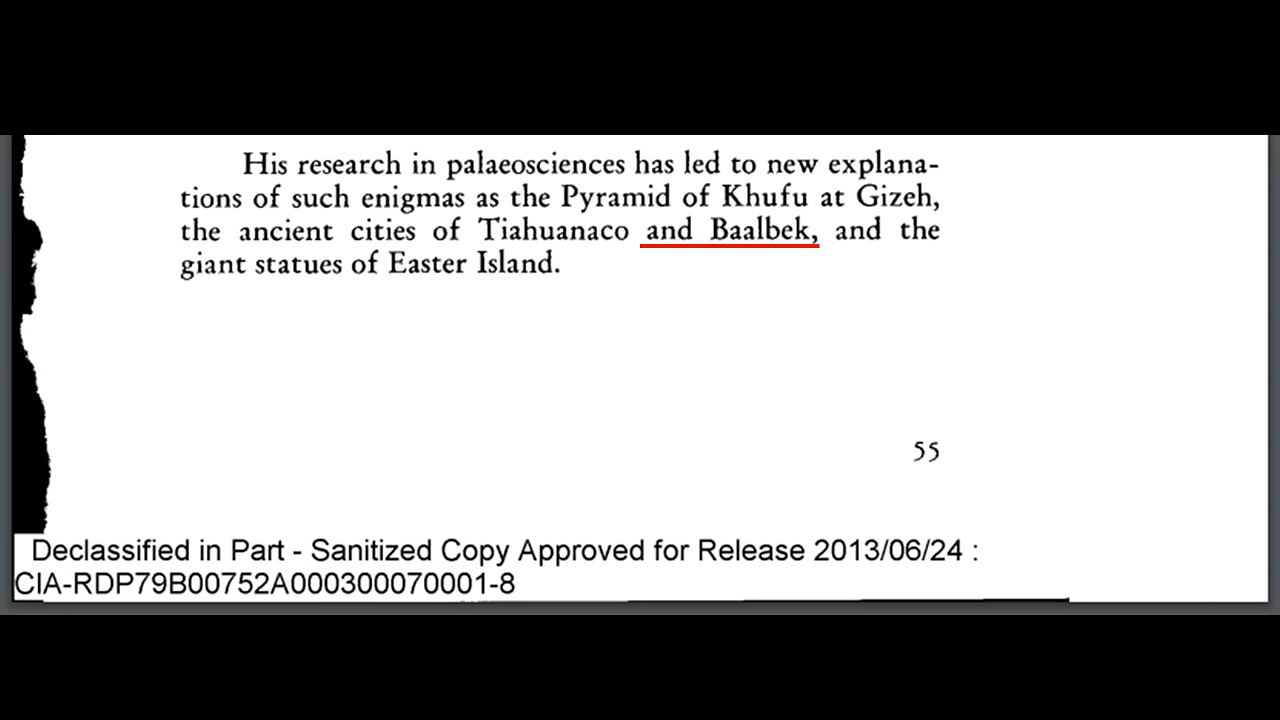 His research in palaeosciences has led to new explana-
tions of such enigmas as the Pyramid of Khufu at Gizeh,
the ancient cities of Tiahuanaco and Baalbek, and the
giant statues of Easter Island.
55
Declassified in Part - Sanitized Copy Approved for Release 2013/06/24 :
CIA-RDP79B00752A000300070001-8